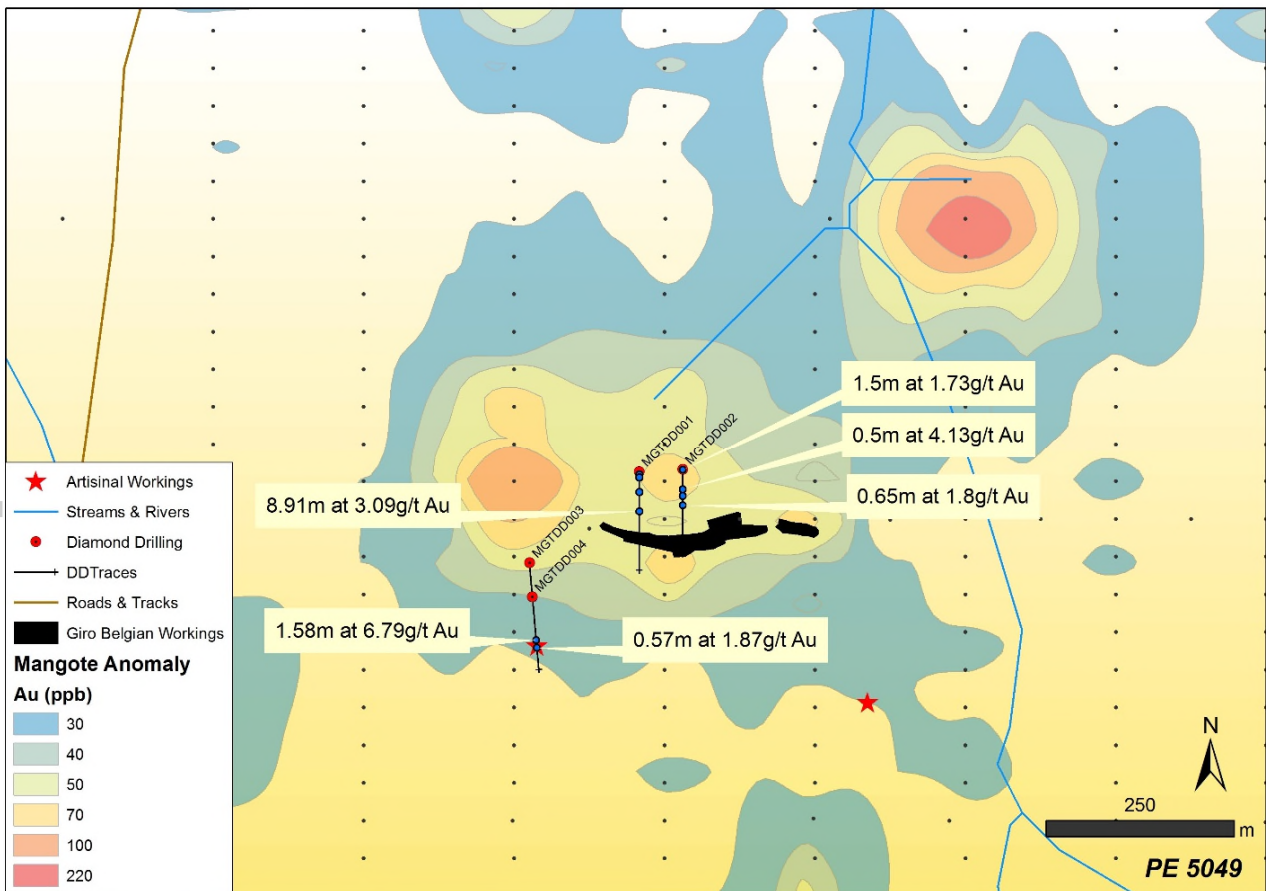 1.5m at 1.73g/t Au
MGTDD001
MGTDD002
0.5m at 4.13g/t Au
8.91m at 3.09g/t Au
0.65m at 1.8g/t Au
MGTDD003
MGTDD004
1.58m at 6.79g/t Au
0.57m at 1.87g/t Au
Artisinal Workings
Streams & Rivers
Diamond Drilling
DDTraces
Roads & Tracks
Giro Belgian Workings
Mangote Anomaly
Au (ppb)
30
40
50
70
100
220
N
250
m
PE 5049